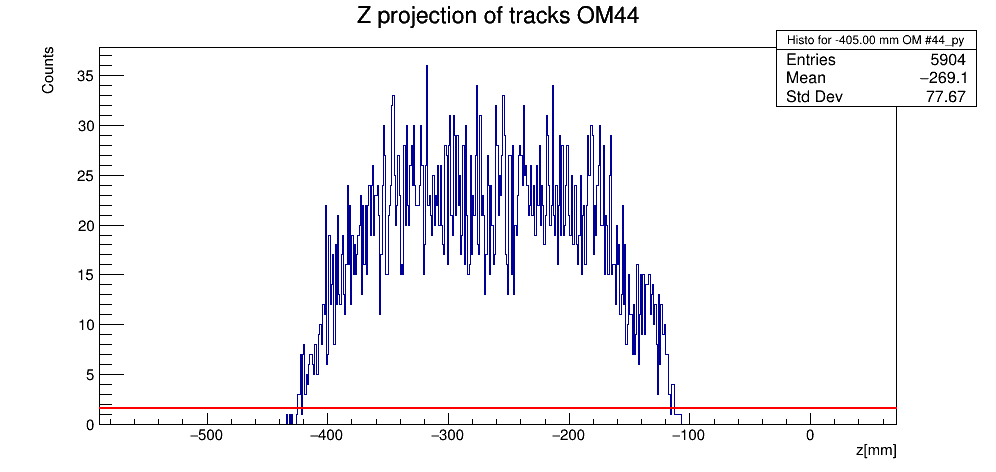 Z projection of tracks OM44
Histo for -405.00 mm OM #44_py
Entries 5904
Mean −269.1
Std Dev 77.67
Counts
35
30
25
20
15
10
5
0
−500 −400 −300 −200 −100 0
z[mm]